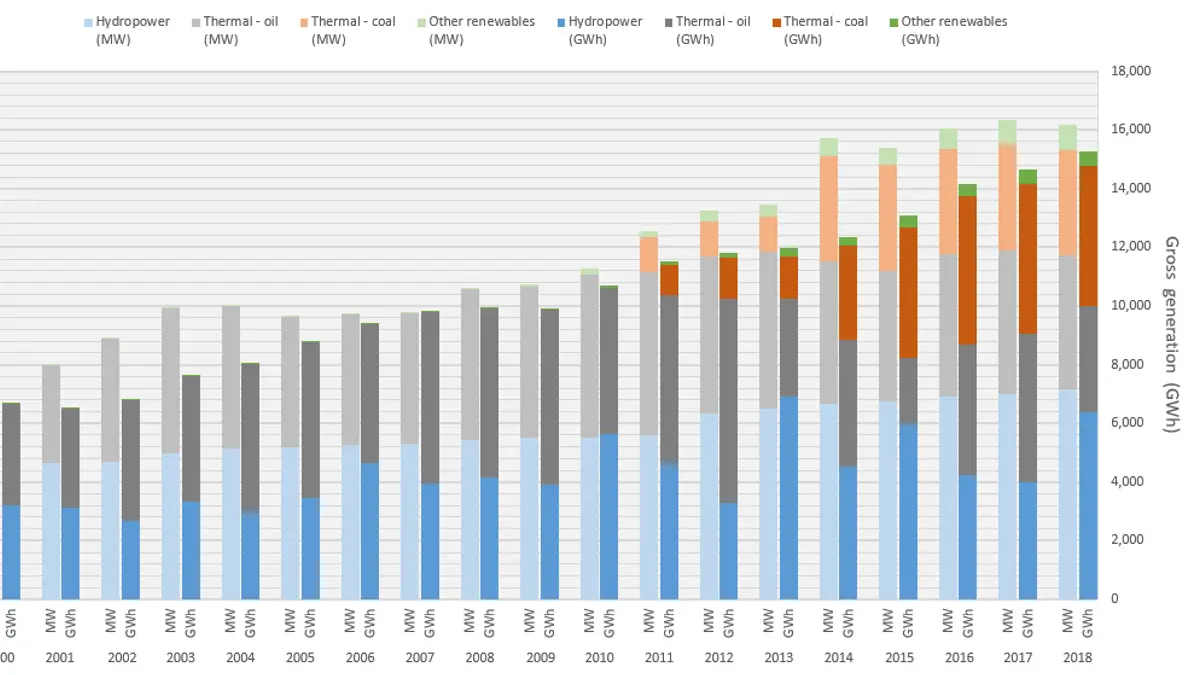 Hydropower (MW)
Thermal - oil (MW)
Thermal - coal (MW)
Other renewables (MW)
Hydropower (GWh)
Thermal - oil (GWh)
Thermal - coal (GWh)
Other renewables (GWh)
18,000
16,000
14,000
12,000
10,000
8,000
6,000
4,000
2,000
0
Gross generation (GWh)
GWh MW GWh MW GWh MW GWh MW GWh MW GWh MW GWh MW GWh MW GWh MW GWh MW GWh MW GWh MW GWh MW GWh MW GWh MW GWh MW GWh MW GWh MW GWh
00 2001 2002 2003 2004 2005 2006 2007 2008 2009 2010 2011 2012 2013 2014 2015 2016 2017 2018